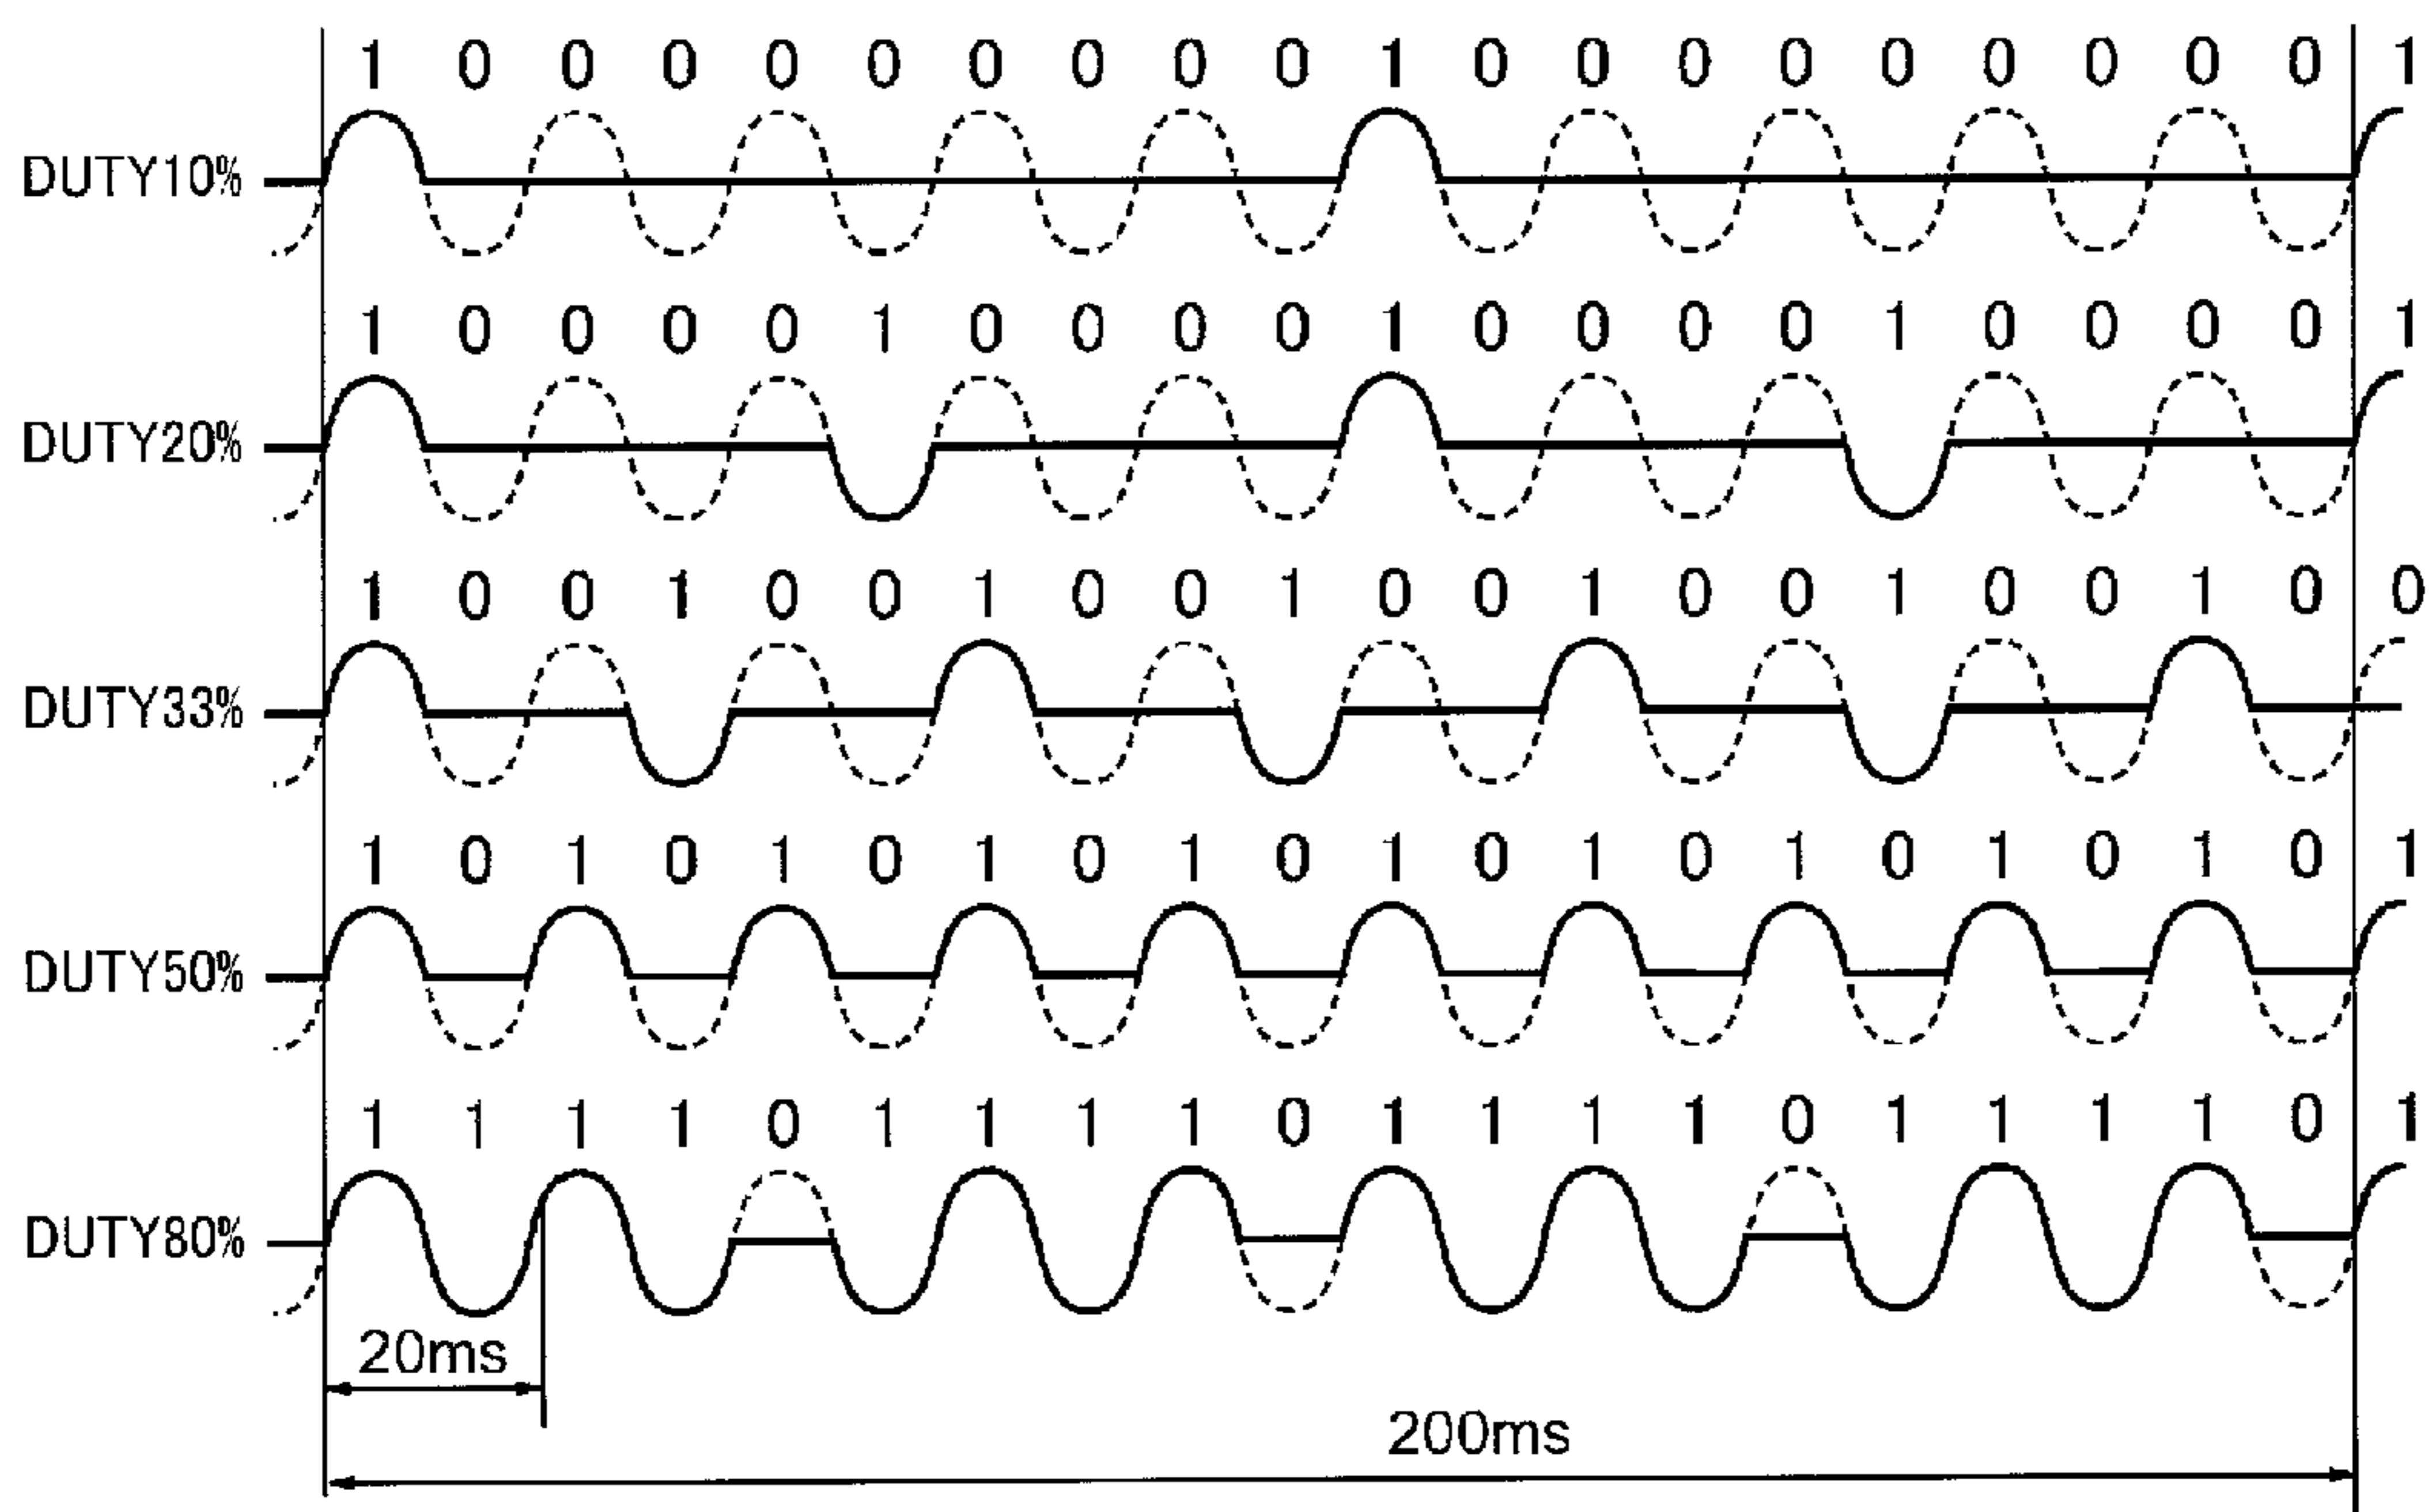 1 0 0 0 0 0 0 0 0 0 1 0 0 0 0 0 0 0 0 0 1
DUTY10%
1 0 0 0 0 1 0 0 0 0 1 0 0 0 0 1 0 0 0 0 1
DUTY20%
1 0 0 1 0 0 1 0 0 1 0 0 1 0 0 1 0 0 1 0 0
DUTY33%
1 0 1 0 1 0 1 0 1 0 1 0 1 0 1 0 1 0 1 0 1
DUTY50%
1 1 1 1 0 1 1 1 1 0 1 1 1 1 0 1 1 1 1 0 1
DUTY80%
20ms
200ms